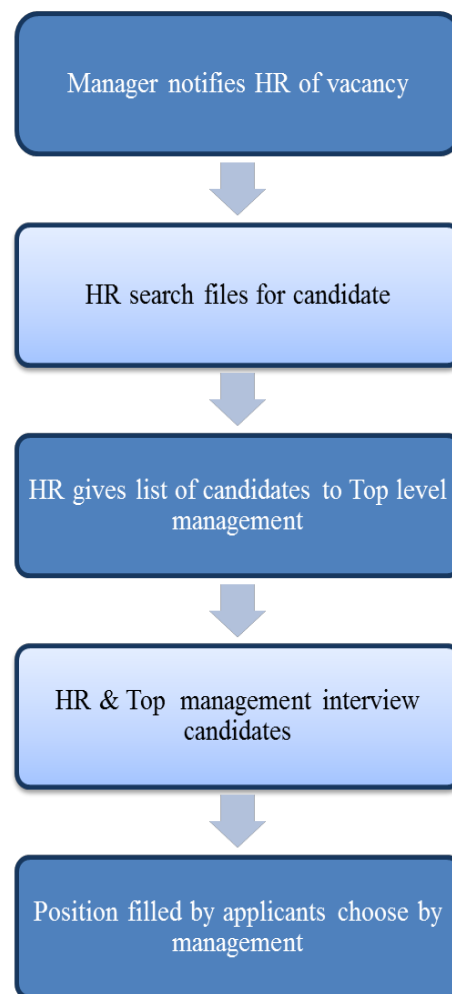 Manager notifies HR of vacancy
HR search files for candidate
HR gives list of candidates to Top level
management
HR & Top management interview
candidates
Position filled by applicants choose by
management